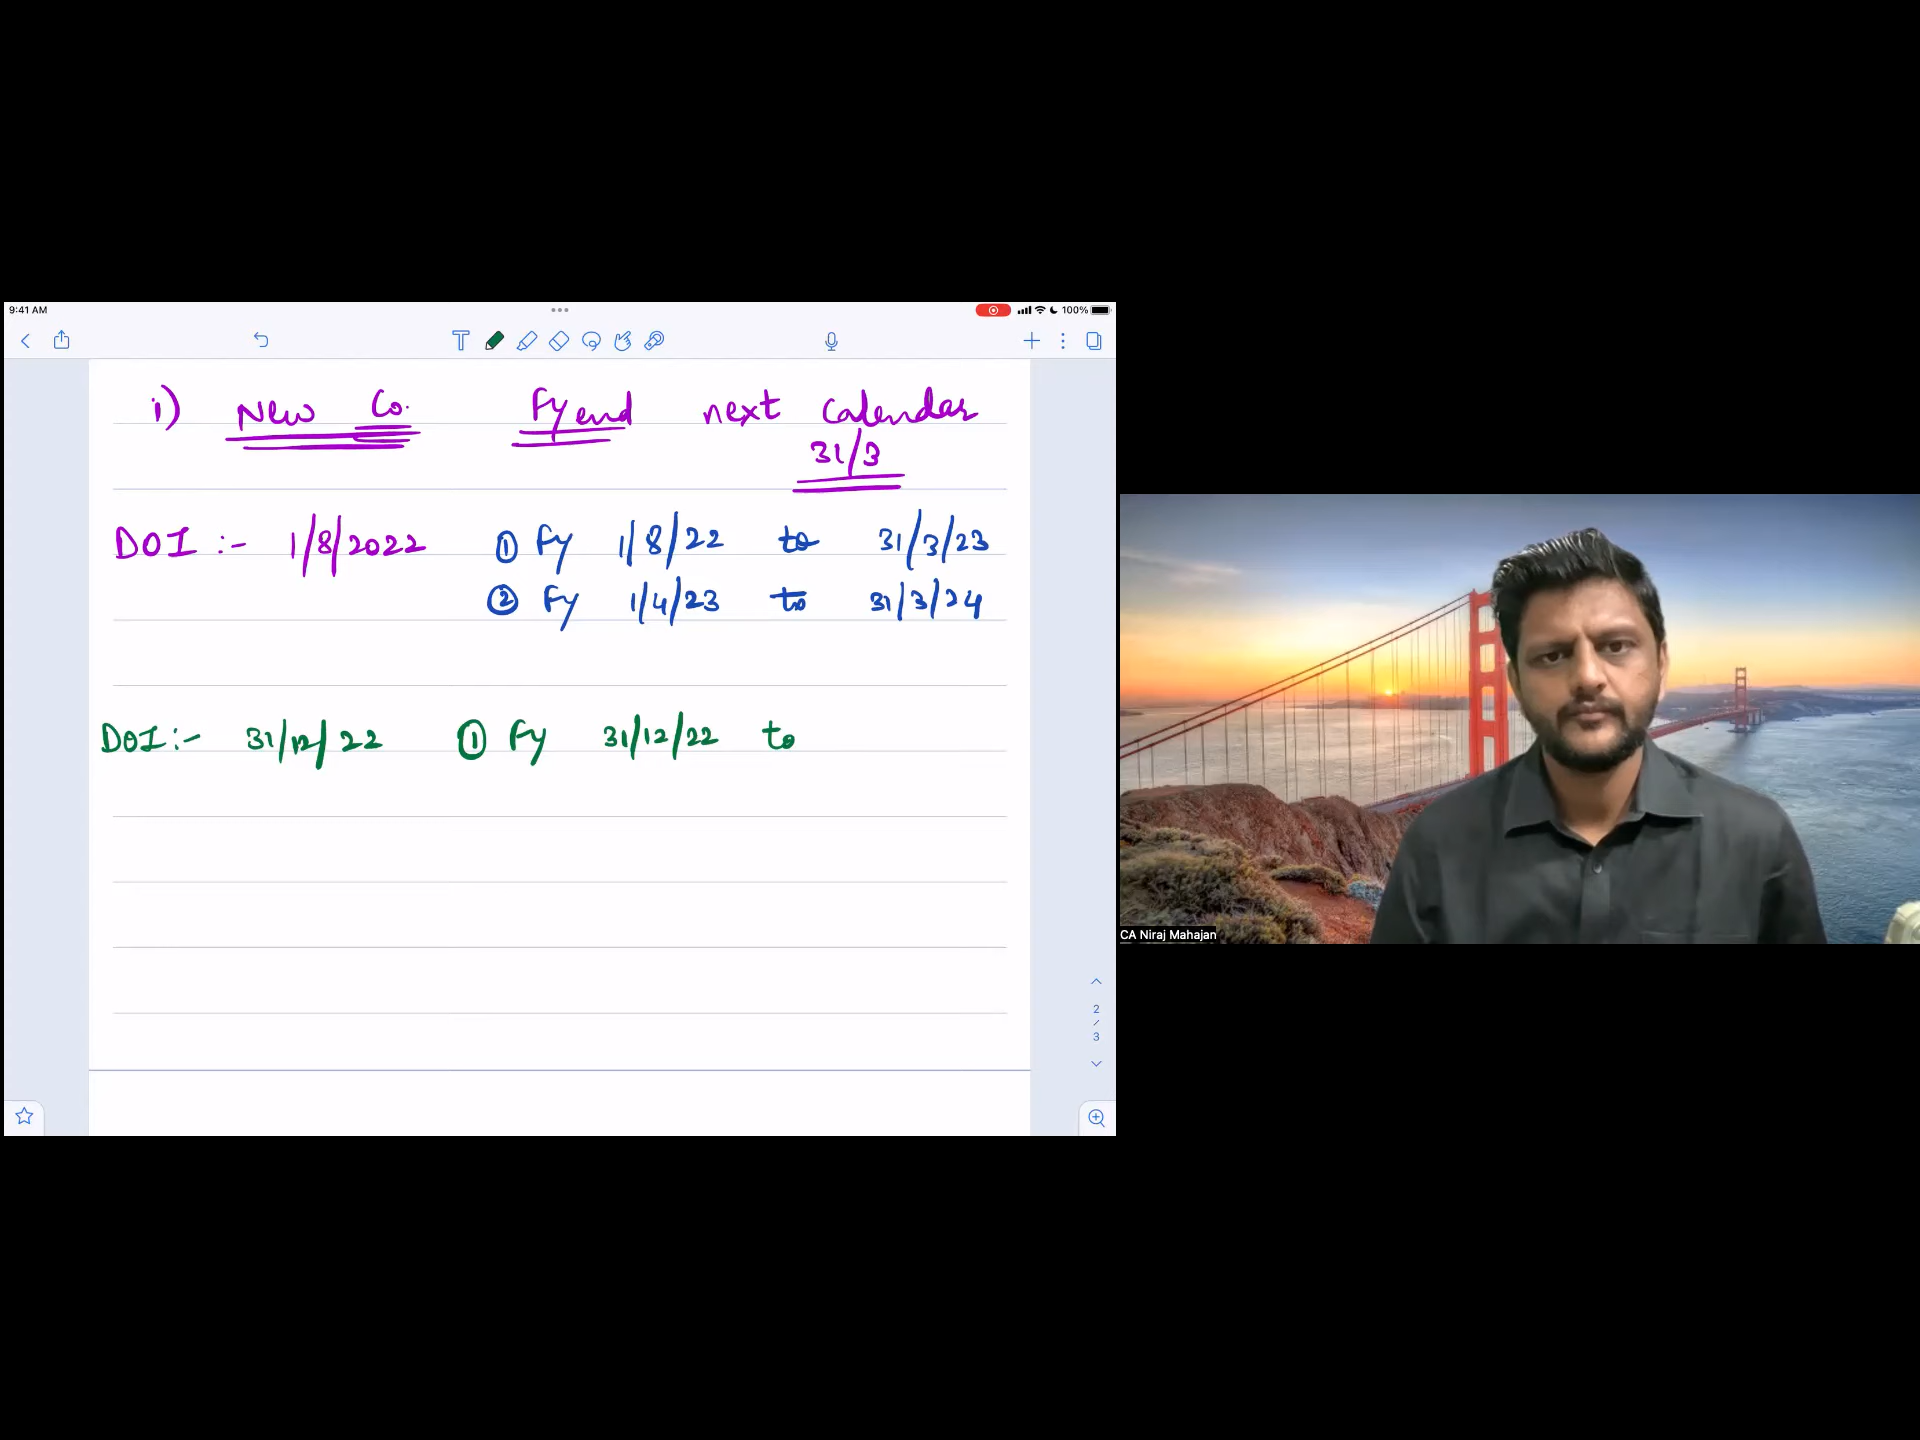 9:41 AM
100%
i) New Co. Fy end next Calendar
31/3
DOI :- 1/8/2022 ① Fy 1/8/22 to 31/3/23
② Fy 1/4/23 to 31/3/24
DOI :- 31/12/22 ① Fy 31/12/22 to
CA Niraj Mahajan
2
/
3